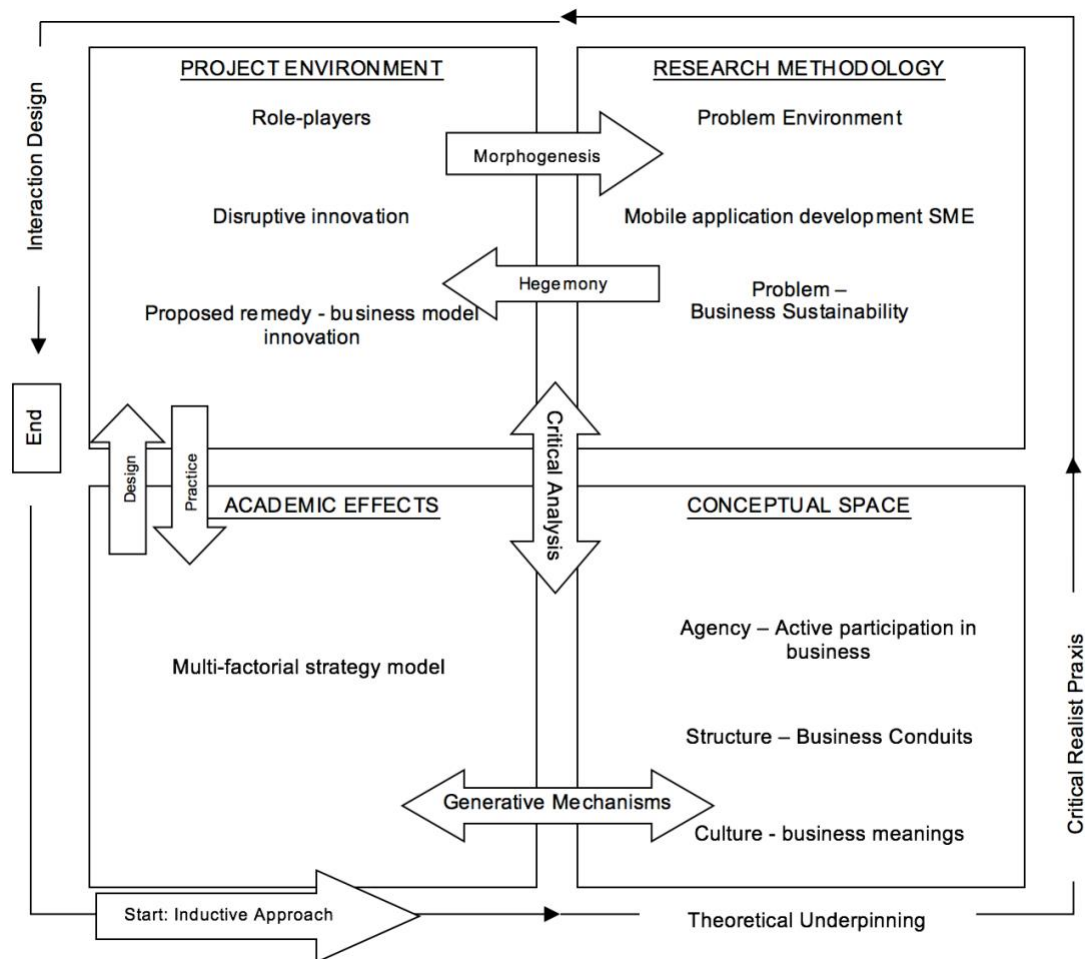 Interaction Design
End
PROJECT ENVIRONMENT
Role-players
Disruptive innovation
Proposed remedy - business model
innovation
Morphogenesis
Hegemony
RESEARCH METHODOLOGY
Problem Environment
Mobile application development SME
Problem –
Business Sustainability
Design
Practice
Critical Analysis
ACADEMIC EFFECTS
Multi-factorial strategy model
Generative Mechanisms
CONCEPTUAL SPACE
Agency – Active participation in
business
Structure – Business Conduits
Culture - business meanings
Critical Realist Praxis
Start: Inductive Approach
Theoretical Underpinning